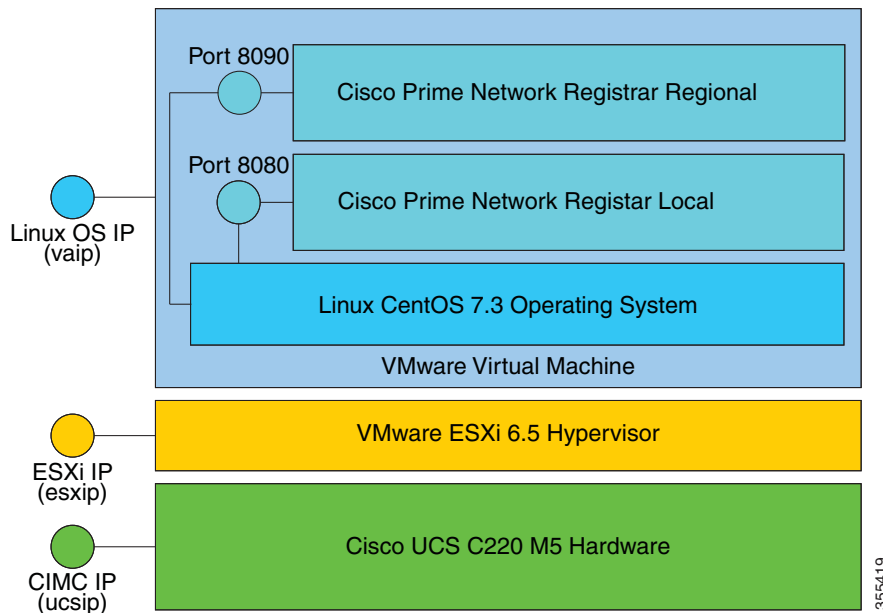 Port 8090
Cisco Prime Network Registrar Regional
Port 8080
Cisco Prime Network Registar Local
Linux OS IP
(vaip)
Linux CentOS 7.3 Operating System
VMware Virtual Machine
VMware ESXi 6.5 Hypervisor
ESXi IP
(esxip)
Cisco UCS C220 M5 Hardware
CIMC IP
(ucsip)
355419